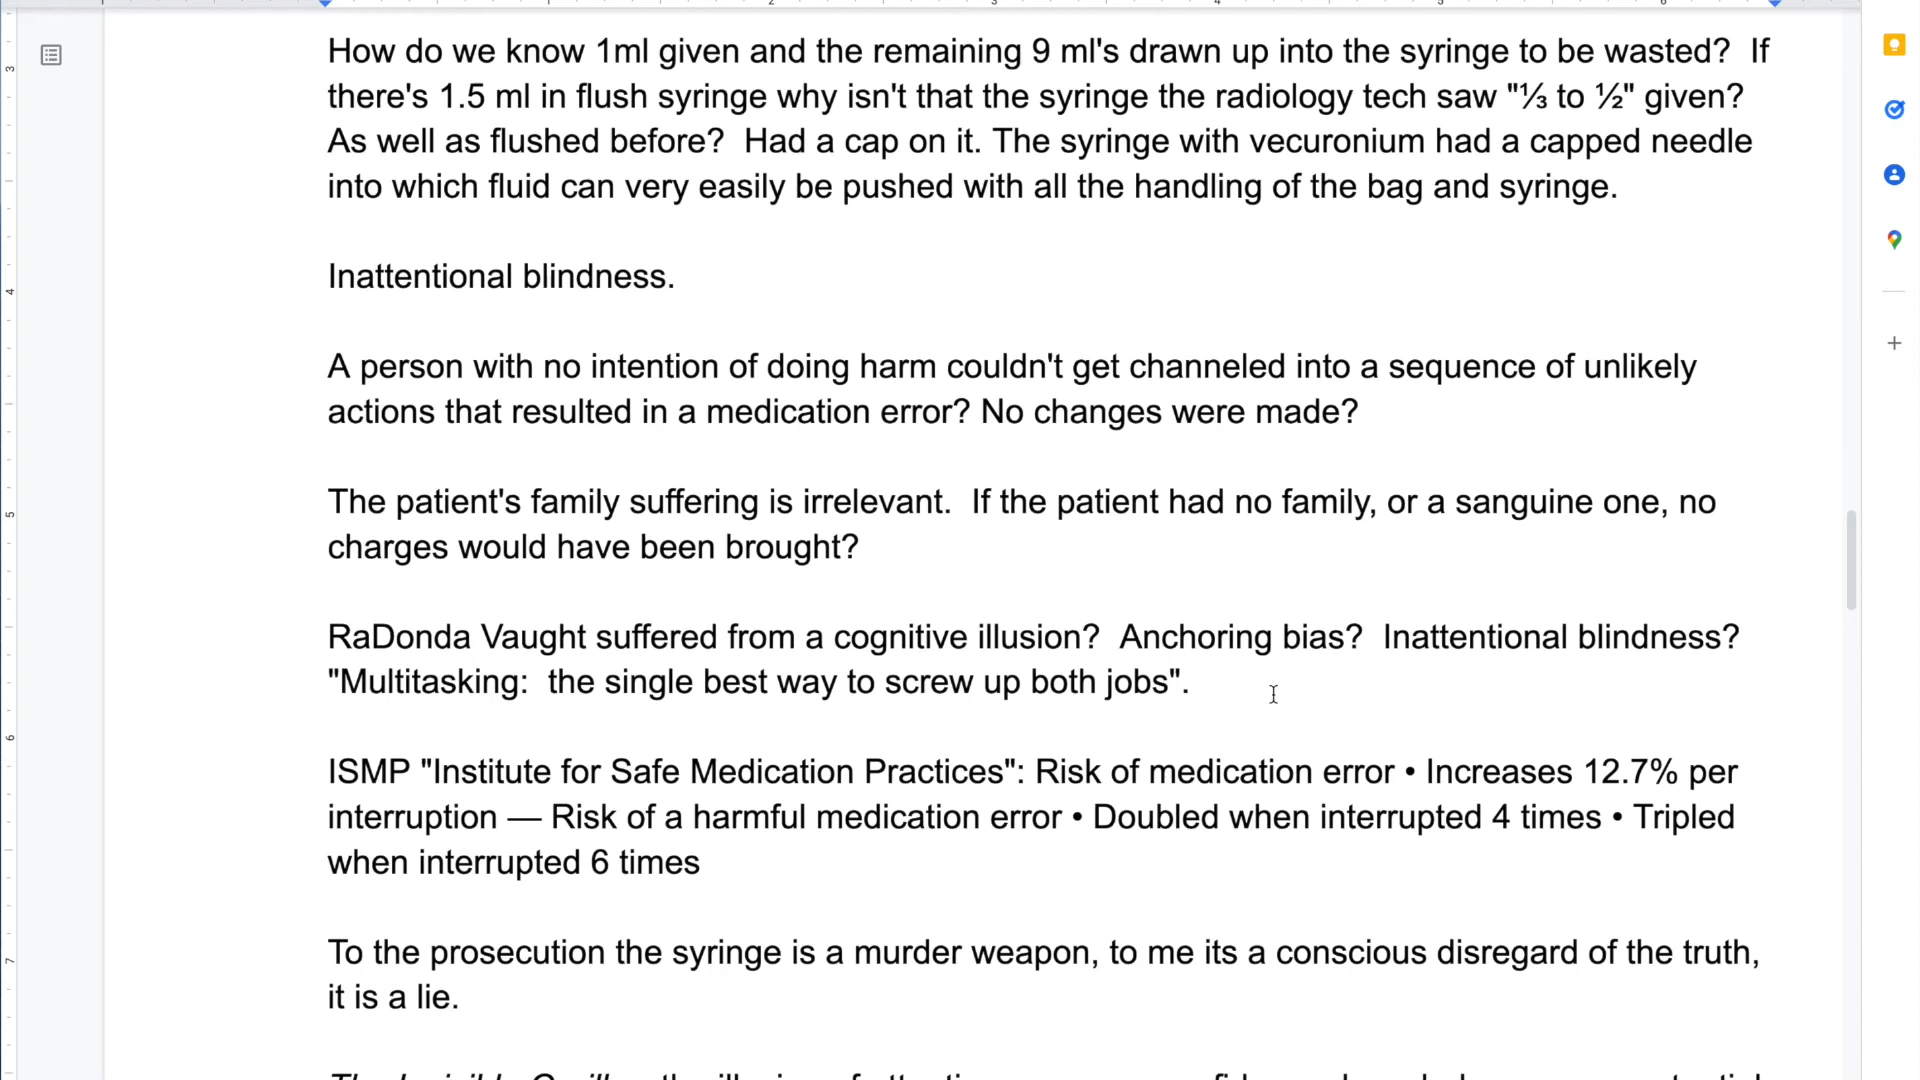 How do we know 1ml given and the remaining 9 ml's drawn up into the syringe to be wasted?  If
there's 1.5 ml in flush syringe why isn't that the syringe the radiology tech saw "⅓ to ½" given?
As well as flushed before?  Had a cap on it. The syringe with vecuronium had a capped needle
into which fluid can very easily be pushed with all the handling of the bag and syringe.
Inattentional blindness.
A person with no intention of doing harm couldn't get channeled into a sequence of unlikely
actions that resulted in a medication error? No changes were made?
The patient's family suffering is irrelevant.  If the patient had no family, or a sanguine one, no
charges would have been brought?
RaDonda Vaught suffered from a cognitive illusion?  Anchoring bias?  Inattentional blindness?
"Multitasking:  the single best way to screw up both jobs".
ISMP "Institute for Safe Medication Practices": Risk of medication error • Increases 12.7% per
interruption — Risk of a harmful medication error • Doubled when interrupted 4 times • Tripled
when interrupted 6 times
To the prosecution the syringe is a murder weapon, to me its a conscious disregard of the truth,
it is a lie.